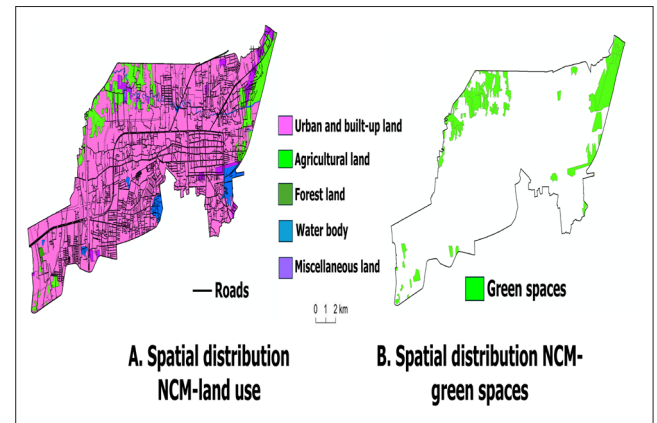 Urban and built-up land
Agricultural land
Forest land
Water body
Miscellaneous land
Roads
0 1 2 km
Green spaces
A. Spatial distribution
NCM-land use
B. Spatial distribution NCM-
green spaces